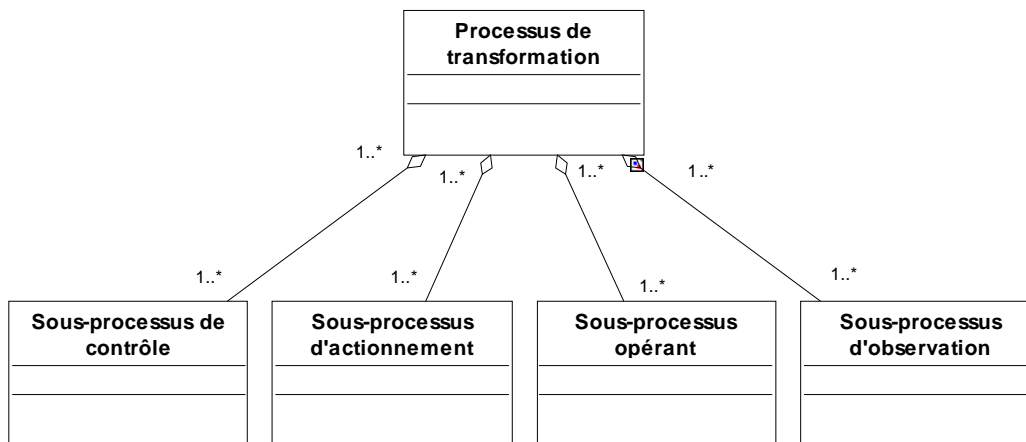 Processus de
transformation
1..*
1..*
1..*
1..*
1..*
1..*
1..*
1..*
Sous-processus de
contrôle
Sous-processus
d'actionnement
Sous-processus
opérant
Sous-processus
d'observation